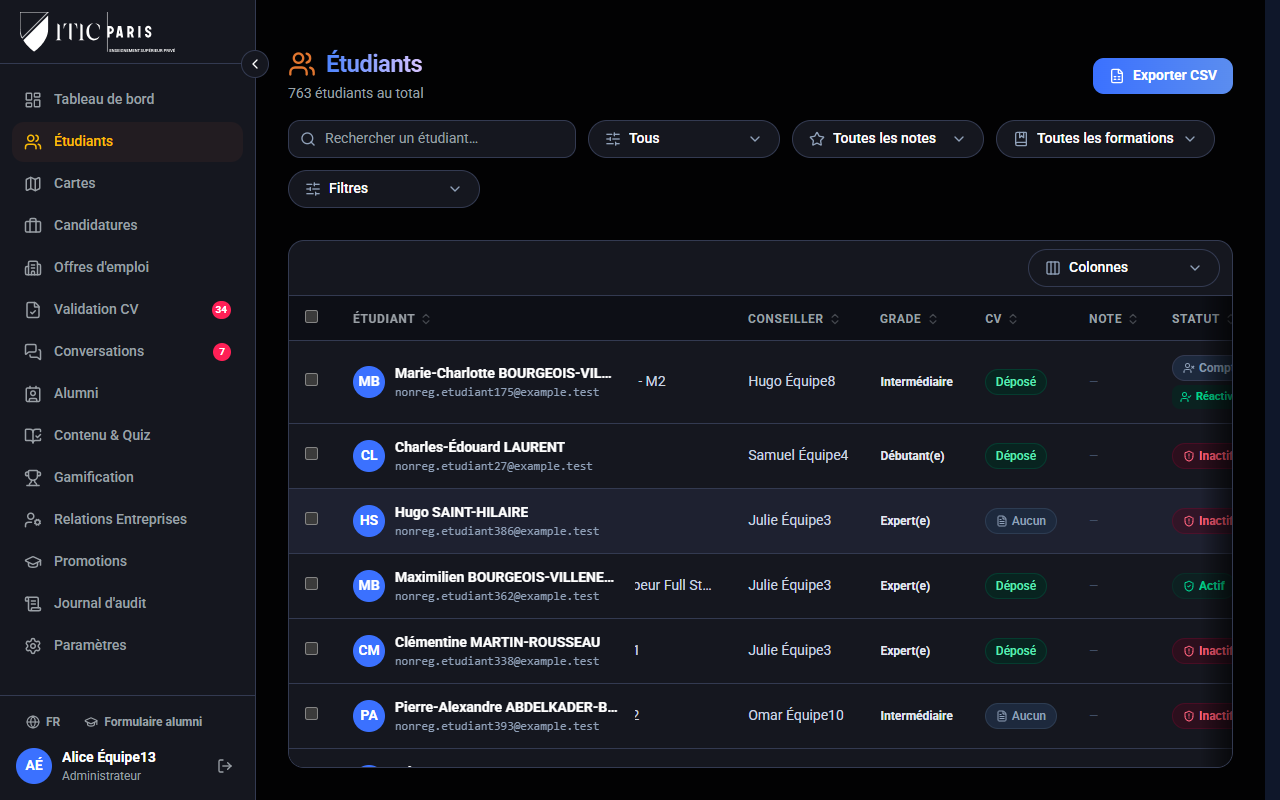 ITIC PARIS
ENSEIGNEMENT SUPÉRIEUR PRIVÉ
Tableau de bord
Étudiants
Cartes
Candidatures
Offres d'emploi
Validation CV 34
Conversations 7
Alumni
Contenu & Quiz
Gamification
Relations Entreprises
Promotions
Journal d'audit
Paramètres
FR Formulaire alumni
AÉ Alice Équipe13
Administrateur
Étudiants
763 étudiants au total
Exporter CSV
Rechercher un étudiant... Tous Toutes les notes Toutes les formations
Filtres
Colonnes
ÉTUDIANT CONSEILLER GRADE CV NOTE STATUT
MB Marie-Charlotte BOURGEOIS-VIL... - M2 Hugo Équipe8 Intermédiaire Déposé — Comp
nonreg.etudiant175@example.test Réactiv
CL Charles-Édouard LAURENT Samuel Équipe4 Débutant(e) Déposé — Inactif
nonreg.etudiant27@example.test
HS Hugo SAINT-HILAIRE Julie Équipe3 Expert(e) Aucun — Inactif
nonreg.etudiant386@example.test
MB Maximilien BOURGEOIS-VILLENE... peur Full St... Julie Équipe3 Expert(e) Déposé — Actif
nonreg.etudiant362@example.test
CM Clémentine MARTIN-ROUSSEAU 1 Julie Équipe3 Expert(e) Déposé — Inactif
nonreg.etudiant338@example.test
PA Pierre-Alexandre ABDELKADER-B... 2 Omar Équipe10 Intermédiaire Aucun — Inactif
nonreg.etudiant393@example.test